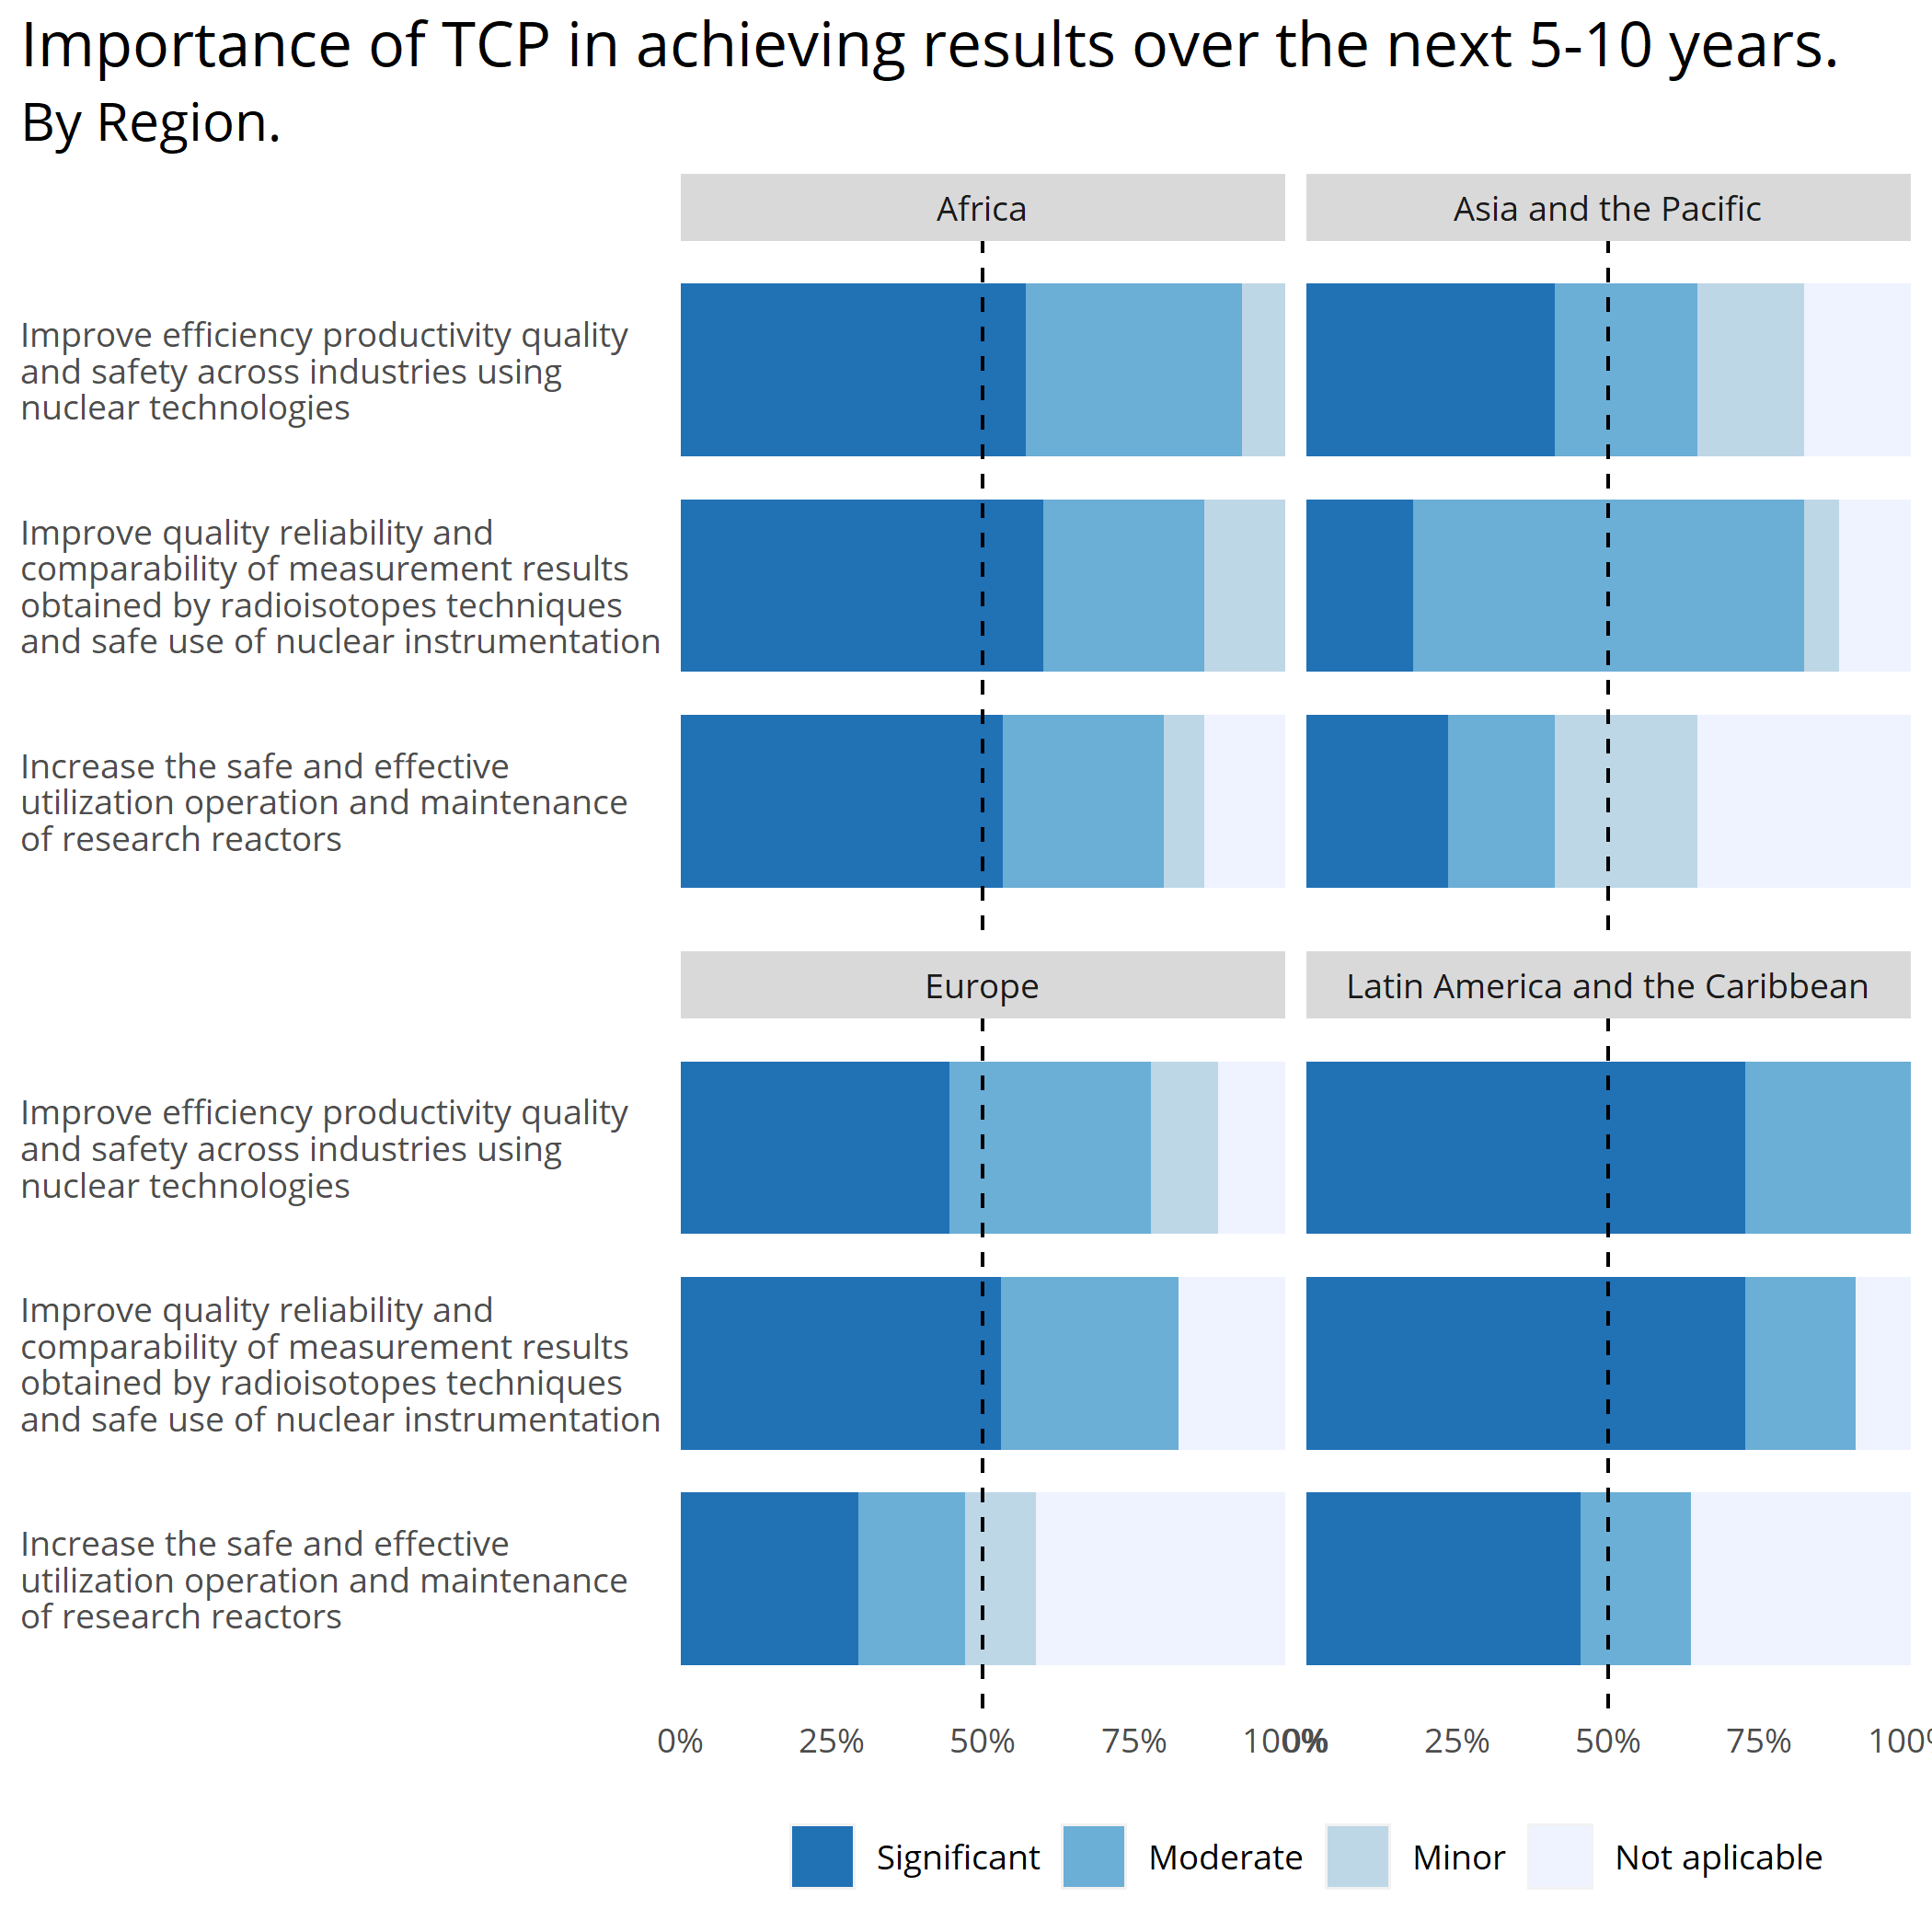 Importance of TCP in achieving results over the next 5-10 years.
By Region.
Africa
Asia and the Pacific
Improve efficiency productivity quality
and safety across industries using
nuclear technologies
Improve quality reliability and
comparability of measurement results
obtained by radioisotopes techniques
and safe use of nuclear instrumentation
Increase the safe and effective
utilization operation and maintenance
of research reactors
Europe
Latin America and the Caribbean
Improve efficiency productivity quality
and safety across industries using
nuclear technologies
Improve quality reliability and
comparability of measurement results
obtained by radioisotopes techniques
and safe use of nuclear instrumentation
Increase the safe and effective
utilization operation and maintenance
of research reactors
0% 25% 50% 75% 100% 0% 25% 50% 75% 100%
Significant Moderate Minor Not aplicable